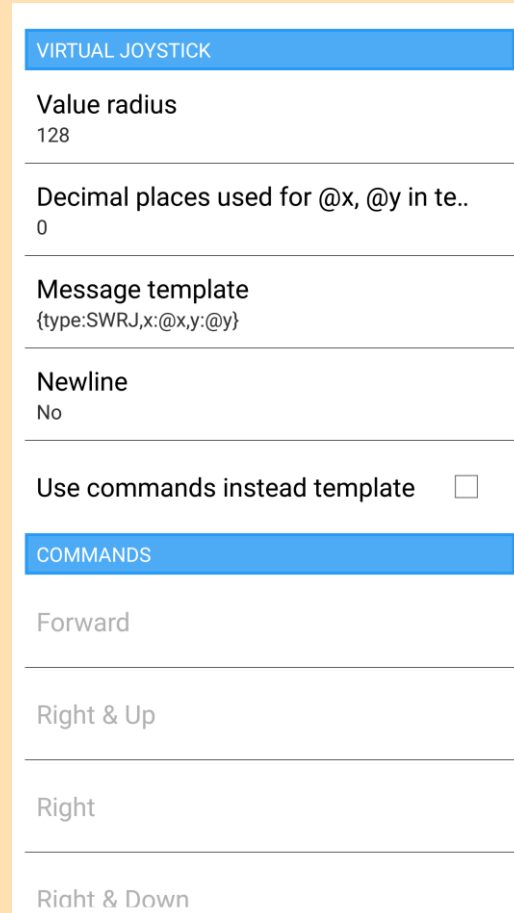 VIRTUAL JOYSTICK
Value radius
128
Decimal places used for @x, @y in te..
0
Message template
{type:SWRJ,x:@x,y:@y}
Newline
No
Use commands instead template
COMMANDS
Forward
Right & Up
Right
Right & Down